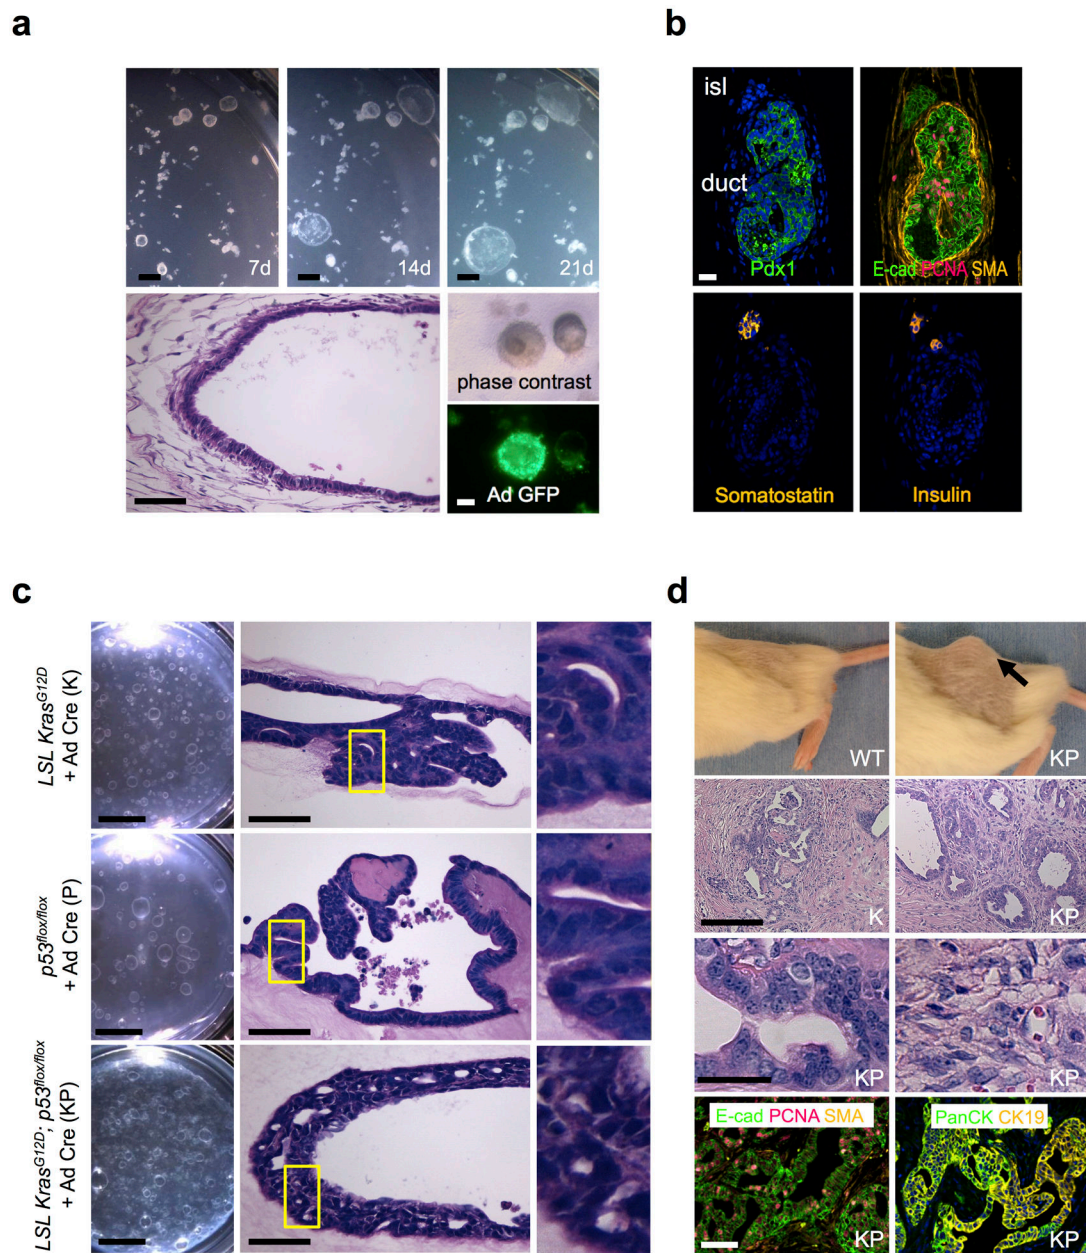 a
7d
14d
21d
phase contrast
Ad GFP
b
isl
duct
Pdx1
E-cad PCNA SMA
Somatostatin
Insulin
c
LSL Kras^G12D
+ Ad Cre (K)
p53^flox/flox
+ Ad Cre (P)
LSL Kras^G12D; p53^flox/flox
+ Ad Cre (KP)
d
WT
KP
K
KP
KP
KP
E-cad PCNA SMA
KP
PanCK CK19
KP